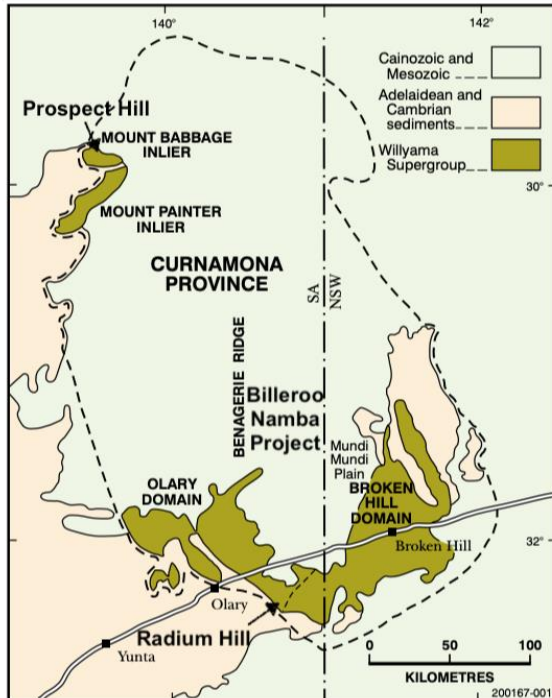 140°
142°
Cainozoic and
Mesozoic
Adelaidean and
Cambrian
sediments
Willyama
Supergroup
Prospect Hill
MOUNT BABBAGE
INLIER
30°
MOUNT PAINTER
INLIER
CURNAMONA
PROVINCE
SA
NSW
BENAGERIE RIDGE
Billeroo
Namba
Project
Mundi
Mundi
Plain
OLARY
DOMAIN
BROKEN
HILL
DOMAIN
32°
Broken Hill
Olary
Radium Hill
Yunta
0 50 100
KILOMETRES
200167-001